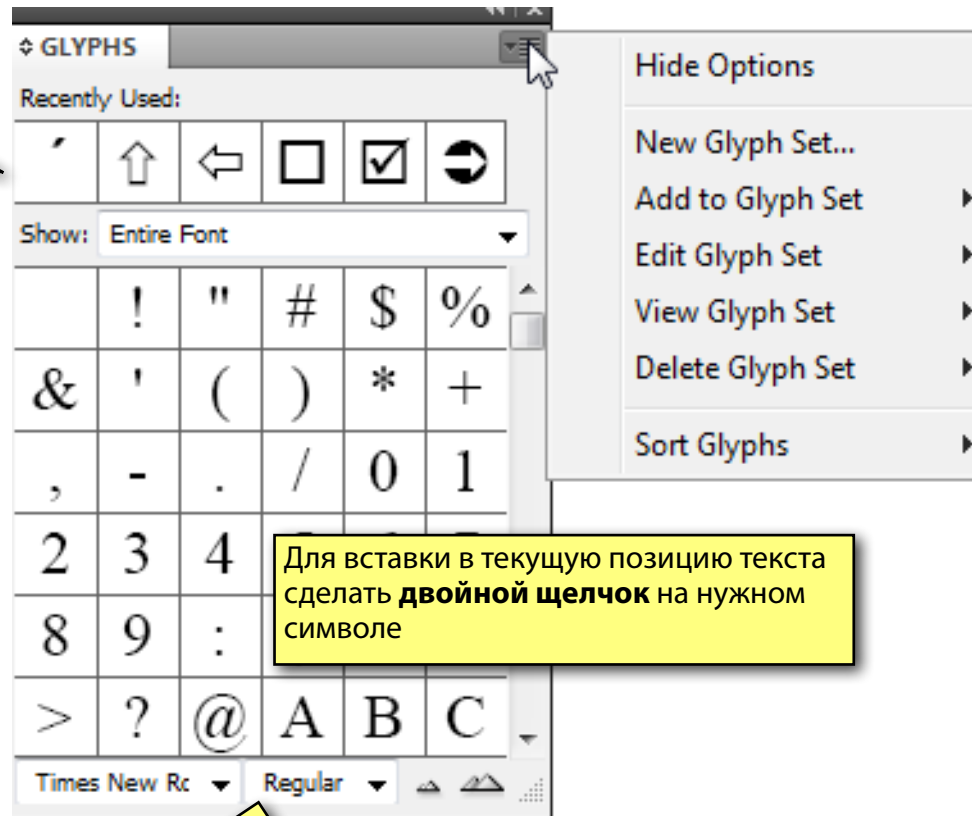 GLYPHS
Recently Used:
´ ⇧ ⇦ □ ☑ ➲
Show: Entire Font
! " # $ %
& ' ( ) * +
, - . / 0 1
2 3 4
8 9 :
> ? @ A B C
Times New Rc Regular
Hide Options
New Glyph Set...
Add to Glyph Set
Edit Glyph Set
View Glyph Set
Delete Glyph Set
Sort Glyphs
Для вставки в текущую позицию текста
сделать двойной щелчок на нужном
символе